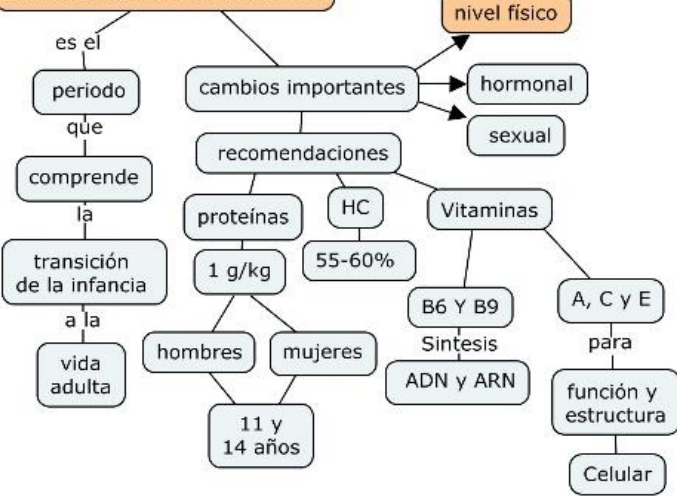 nivel físico
es el
periodo
que
comprende
la
transición
de la infancia
a la
vida
adulta
cambios importantes
hormonal
sexual
recomendaciones
proteínas
1 g/kg
hombres
mujeres
11 y
14 años
HC
55-60%
Vitaminas
B6 Y B9
Sintesis
ADN y ARN
A, C y E
para
función y
estructura
Celular